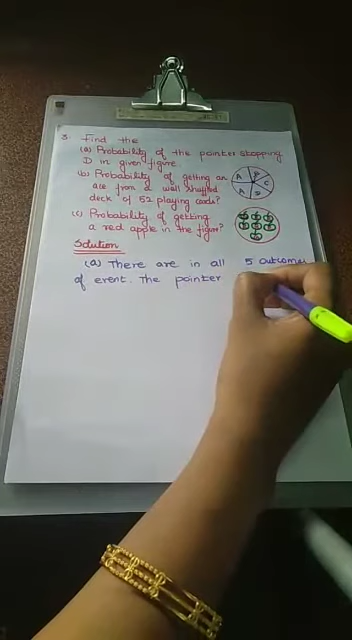 3. Find the
(a) Probability of the pointer stopping
D in given figure.
(b) Probability of getting an
ace from a well shuffled
deck of 52 playing cards?
(c) Probability of getting
a red apple in the figure?
Solution
(a) There are in all 5 outcomes
of event. The pointer
A B C D A